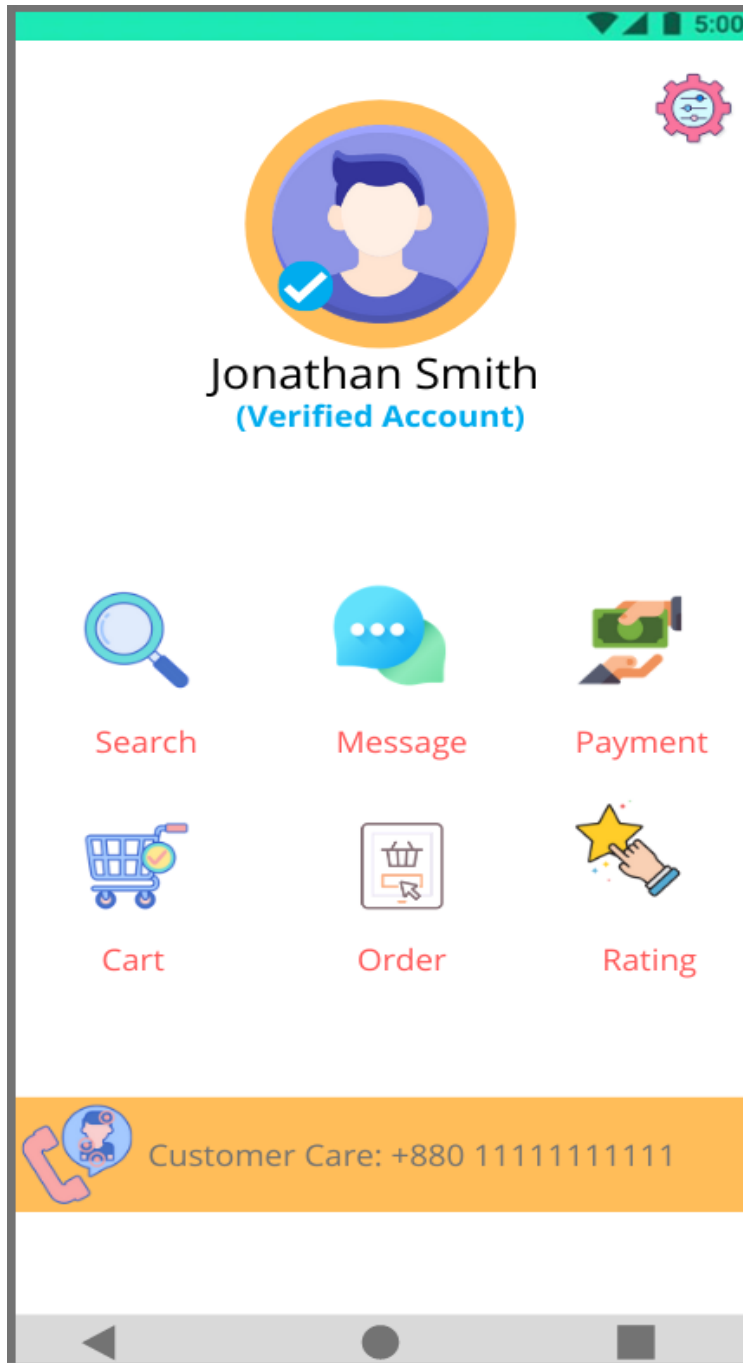 5:00
Jonathan Smith
(Verified Account)
Search Message Payment
Cart Order Rating
Customer Care: +880 11111111111